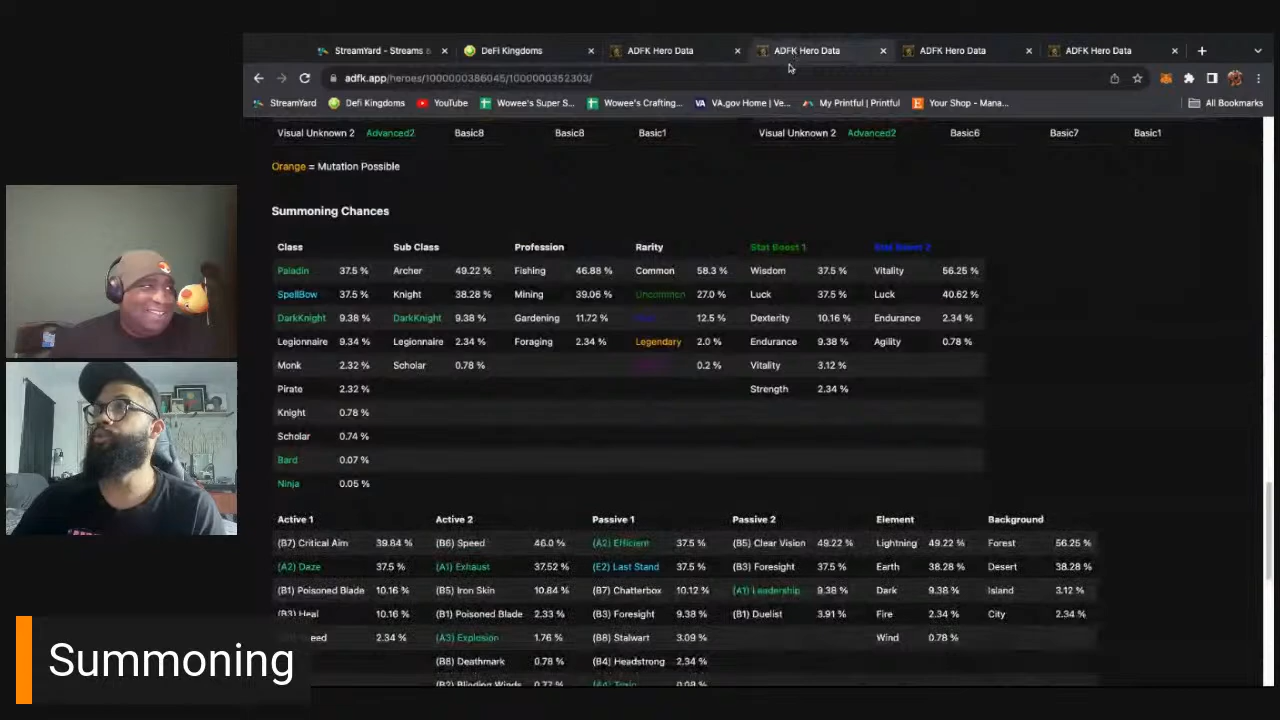 StreamYard - Streams & DeFi Kingdoms ADFK Hero Data ADFK Hero Data ADFK Hero Data ADFK Hero Data
adfk.app/heroes/1000000386045/1000000352303/
StreamYard Defi Kingdoms YouTube Wowee's Super S... Wowee's Crafting... VA.gov Home | Ve... My Printful | Printful Your Shop - Mana... All Bookmarks
Visual Unknown 2 Advanced2 Basic8 Basic8 Basic1 Visual Unknown 2 Advanced2 Basic6 Basic7 Basic1
Orange = Mutation Possible
Summoning Chances
Class Sub Class Profession Rarity Stat Boost 1 Stat Boost 2
Paladin 37.5 % Archer 49.22 % Fishing 46.88 % Common 58.3 % Wisdom 37.5 % Vitality 56.25 %
SpellBow 37.5 % Knight 38.28 % Mining 39.06 % Uncommon 27.0 % Luck 37.5 % Luck 40.62 %
DarkKnight 9.38 % DarkKnight 9.38 % Gardening 11.72 % 12.5 % Dexterity 10.16 % Endurance 2.34 %
Legionnaire 9.34 % Legionnaire 2.34 % Foraging 2.34 % Legendary 2.0 % Endurance 9.38 % Agility 0.78 %
Monk 2.32 % Scholar 0.78 % 0.2 % Vitality 3.12 %
Pirate 2.32 % Strength 2.34 %
Knight 0.78 %
Scholar 0.74 %
Bard 0.07 %
Ninja 0.05 %
Active 1 Active 2 Passive 1 Passive 2 Element Background
(B7) Critical Aim 39.84 % (B6) Speed 46.0 % (A2) Efficient 37.5 % (B5) Clear Vision 49.22 % Lightning 49.22 % Forest 56.25 %
(A2) Daze 37.5 % (A1) Exhaust 37.52 % (E2) Last Stand 37.5 % (B3) Foresight 37.5 % Earth 38.28 % Desert 38.28 %
(B1) Poisoned Blade 10.16 % (B5) Iron Skin 10.84 % (B7) Chatterbox 10.12 % (A1) Leadership 9.38 % Dark 9.38 % Island 3.12 %
(B3) Heal 10.16 % (B1) Poisoned Blade 2.33 % (B3) Foresight 9.38 % (B1) Duelist 3.91 % Fire 2.34 % City 2.34 %
eed 2.34 % (A3) Explosion 1.76 % (B8) Stalwart 3.09 % Wind 0.78 %
(B8) Deathmark 0.78 % (B4) Headstrong 2.34 %
(B2) Blinding Winds 0.77 % 0.08 %
Summoning